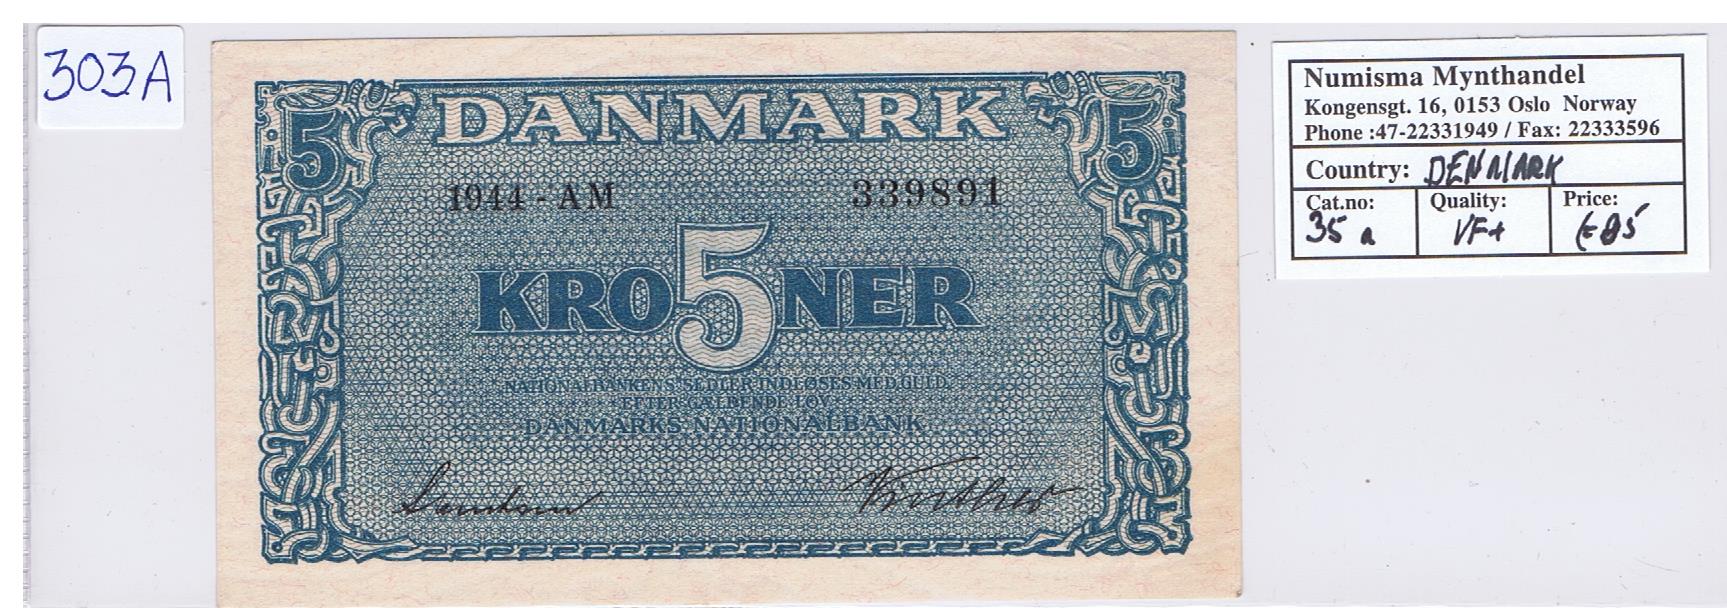 303A
5 DANMARK 5
1944 - AM 339891
KRO5NER
NATIONALBANKENS SEDLER INDLØSES MED GULD
EFTER GÆLDENDE LOV
DANMARKS NATIONALBANK
Numisma Mynthandel
Kongensgt. 16, 0153 Oslo Norway
Phone :47-22331949 / Fax: 22333596
Country: DENMARK
Cat.no: Quality: Price:
35 a VF+ €85